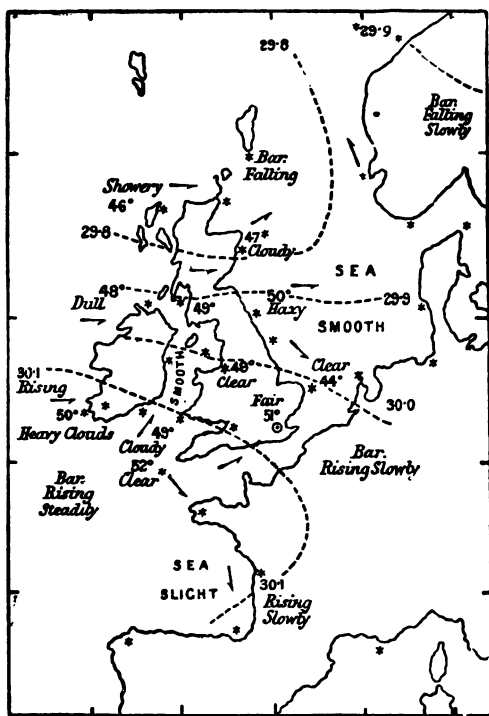 29·9
29·8
Bar.
Falling
Slowly
Bar.
Falling
Showery
46°
29·8
47°
Cloudy
SEA
48°
50°
29·9
Dull
49°
Hazy
SMOOTH
SMOOTH
30·1
Rising
48°
Clear
Clear
44°
30·0
50°
Heavy Clouds
Fair
51°
49°
Cloudy
52°
Clear
Bar.
Rising Slowly
Bar.
Rising
Steadily
SEA
SLIGHT
30·1
Rising
Slowly